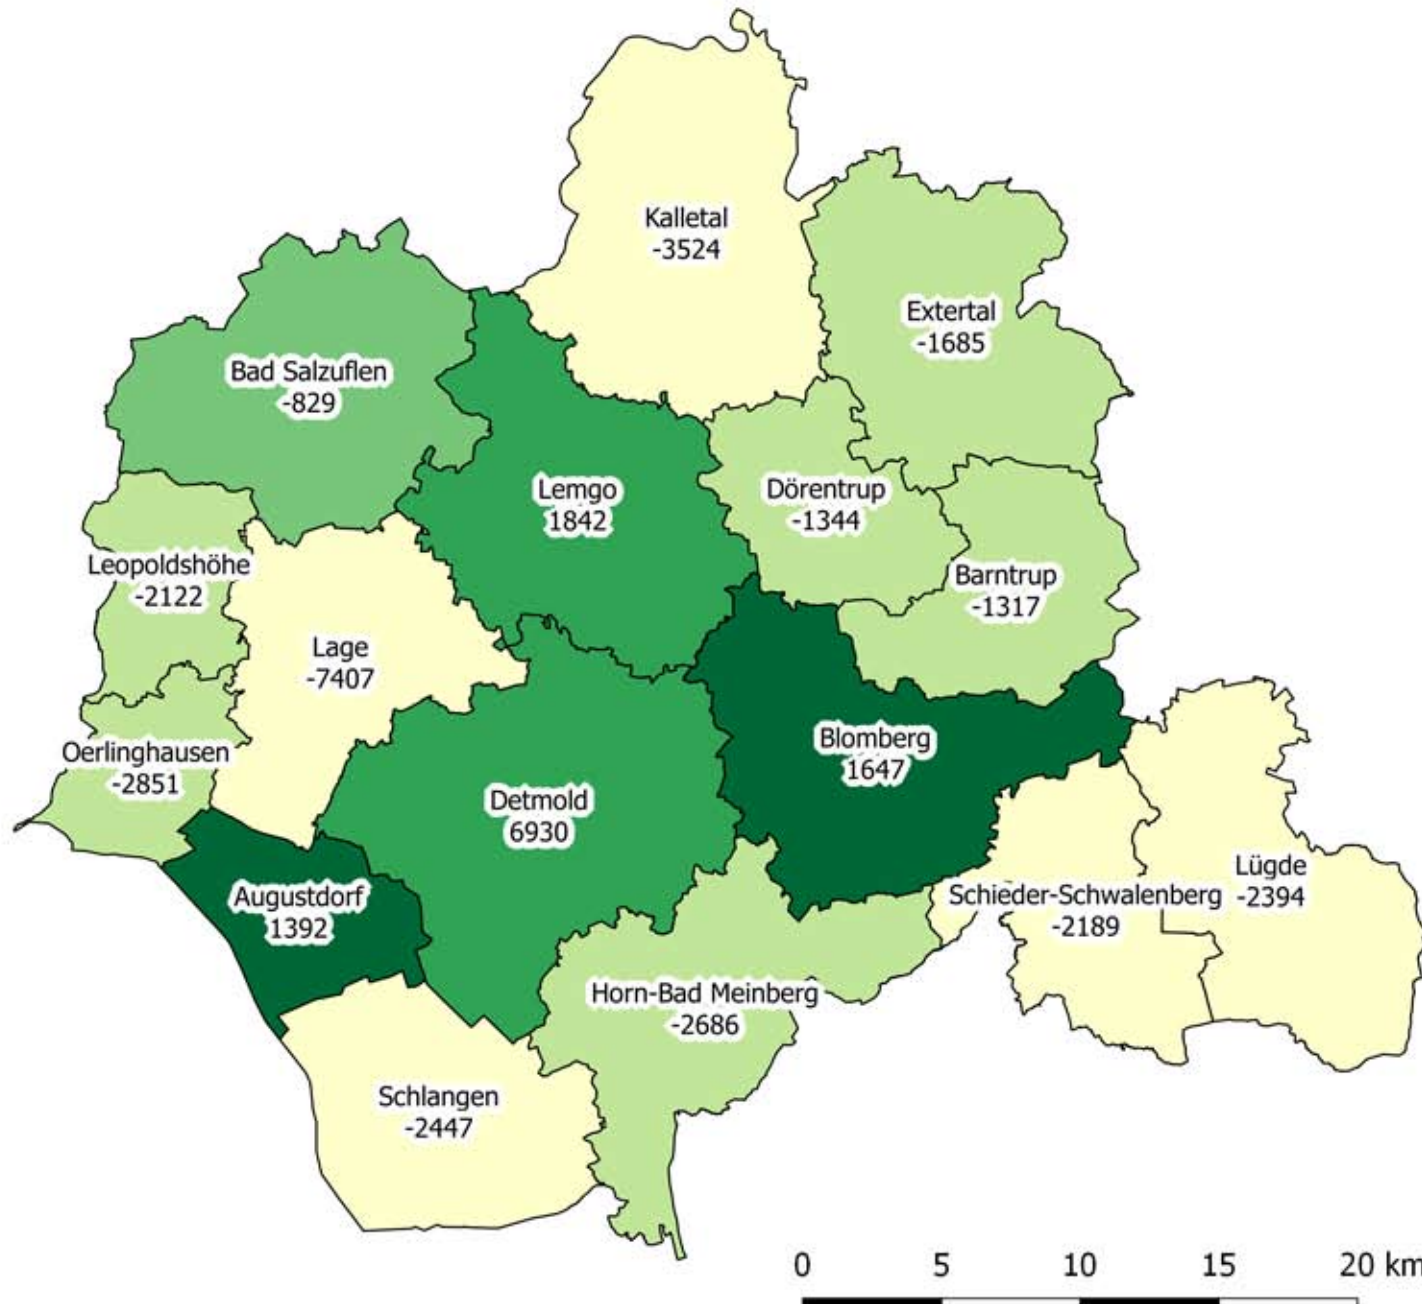 Kalletal
-3524
Extertal
-1685
Bad Salzuflen
-829
Lemgo
1842
Dörentrup
-1344
Leopoldshöhe
-2122
Barntrup
-1317
Lage
-7407
Oerlinghausen
-2851
Blomberg
1647
Detmold
6930
Augustdorf
1392
Schieder-Schwalenberg
-2189
Lügde
-2394
Horn-Bad Meinberg
-2686
Schlangen
-2447
0 5 10 15 20 km